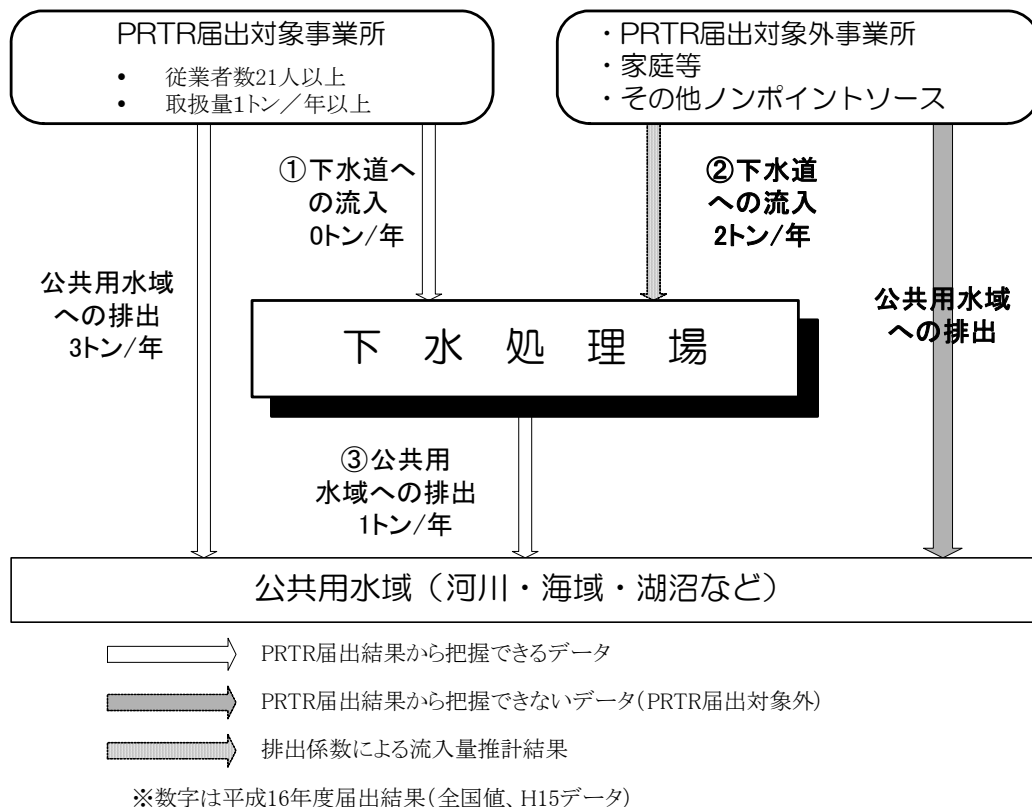 PRTR届出対象事業所
• 従業者数21人以上
• 取扱量1トン／年以上
・PRTR届出対象外事業所
・家庭等
・その他ノンポイントソース
①下水道へ
の流入
0トン/年
②下水道
への流入
2トン/年
公共用水域
への排出
3トン/年
公共用水域
への排出
下水処理場
③公共用
水域への排出
1トン/年
公共用水域（河川・海域・湖沼など）
PRTR届出結果から把握できるデータ
PRTR届出結果から把握できないデータ(PRTR届出対象外)
排出係数による流入量推計結果
※数字は平成16年度届出結果(全国値、H15データ)